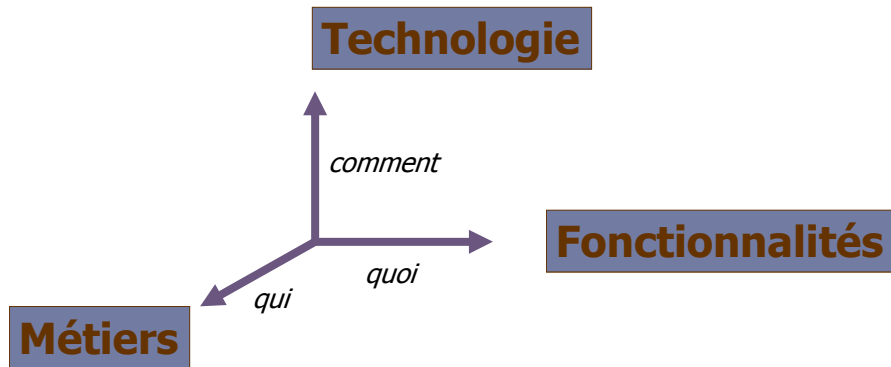 Technologie
comment
Fonctionnalités
quoi
qui
Métiers